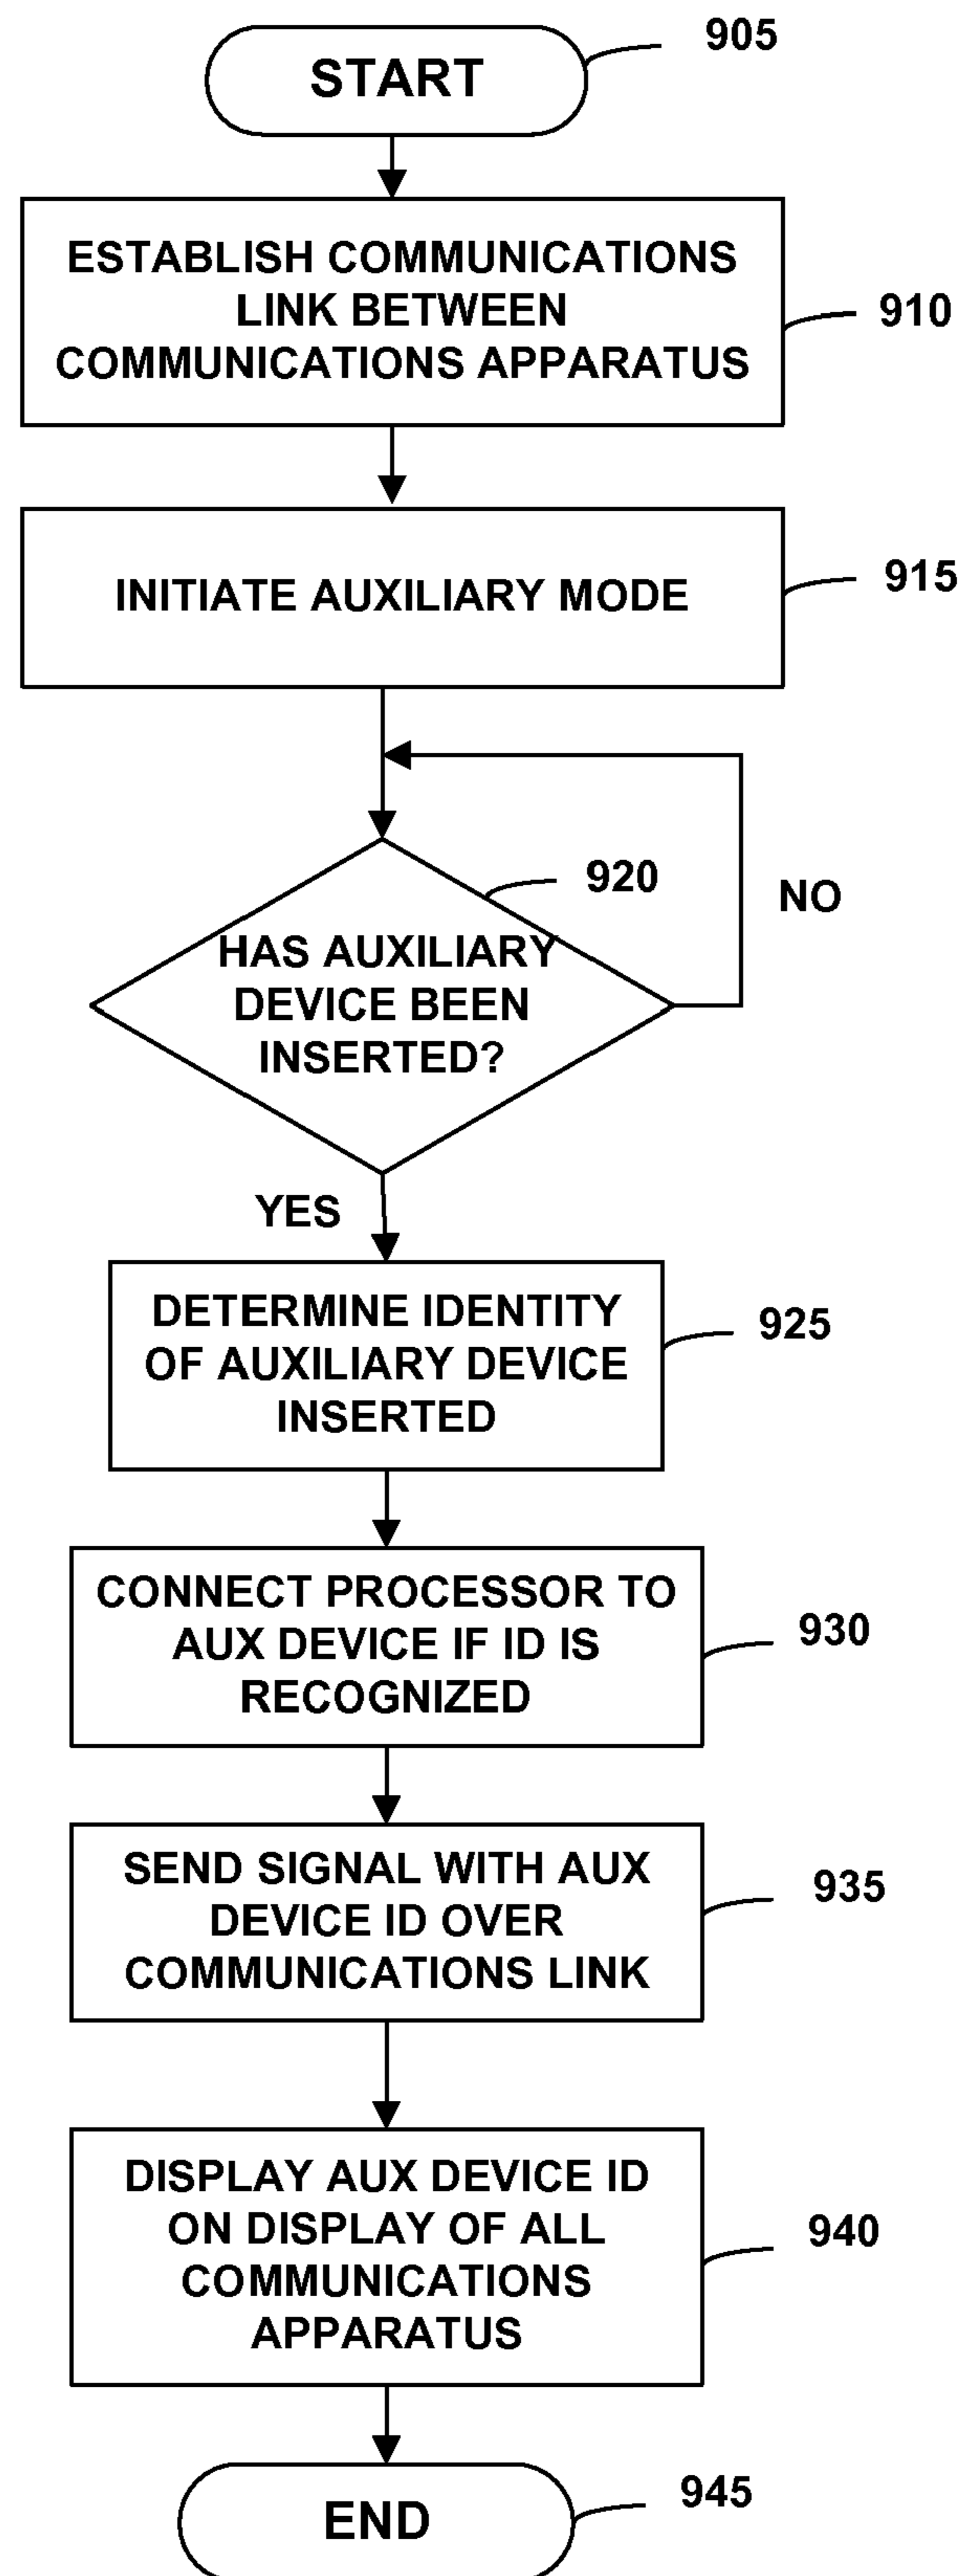 START
905
ESTABLISH COMMUNICATIONS
LINK BETWEEN
COMMUNICATIONS APPARATUS
910
INITIATE AUXILIARY MODE
915
920
NO
HAS AUXILIARY
DEVICE BEEN
INSERTED?
YES
DETERMINE IDENTITY
OF AUXILIARY DEVICE
INSERTED
925
CONNECT PROCESSOR TO
AUX DEVICE IF ID IS
RECOGNIZED
930
SEND SIGNAL WITH AUX
DEVICE ID OVER
COMMUNICATIONS LINK
935
DISPLAY AUX DEVICE ID
ON DISPLAY OF ALL
COMMUNICATIONS
APPARATUS
940
END
945